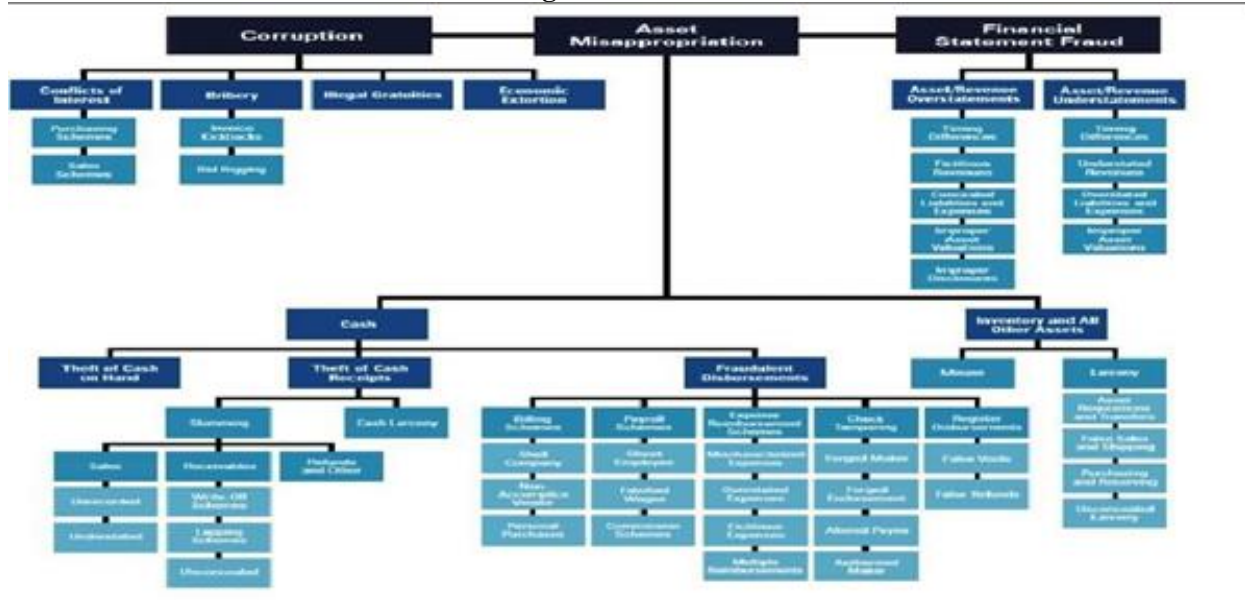 Corruption
Asset
Misappropriation
Financial
Statement Fraud
Conflicts of
Interest
Bribery
Illegal Gratuities
Economic
Extortion
Asset/Revenue
Overstatements
Asset/Revenue
Understatements
Purchasing
Schemes
Sales
Schemes
Invoice
Kickbacks
Bid Rigging
Timing
Differences
Fictitious
Revenues
Concealed
Liabilities and
Expenses
Improper
Asset
Valuations
Improper
Disclosures
Timing
Differences
Understated
Revenues
Overstated
Liabilities and
Expenses
Improper
Asset
Valuations
Cash
Inventory and All
Other Assets
Theft of Cash
on Hand
Theft of Cash
Receipts
Fraudulent
Disbursements
Misuse
Larceny
Skimming
Cash Larceny
Sales
Receivables
Refunds
and Other
Unrecorded
Understated
Write-Off
Schemes
Lapping
Schemes
Unconcealed
Billing
Schemes
Shell
Company
Non-
Accomplice
Vendor
Personal
Purchases
Payroll
Schemes
Ghost
Employee
Falsified
Wages
Commission
Schemes
Expense
Reimbursement
Schemes
Mischaracterized
Expenses
Overstated
Expenses
Fictitious
Expenses
Multiple
Reimbursements
Check
Tampering
Forged Maker
Forged
Endorsement
Altered Payee
Authorized
Maker
Register
Disbursements
False Voids
False Refunds
Asset
Requisitions
and Transfers
False Sales
and Shipping
Purchasing
and Receiving
Unconcealed
Larceny